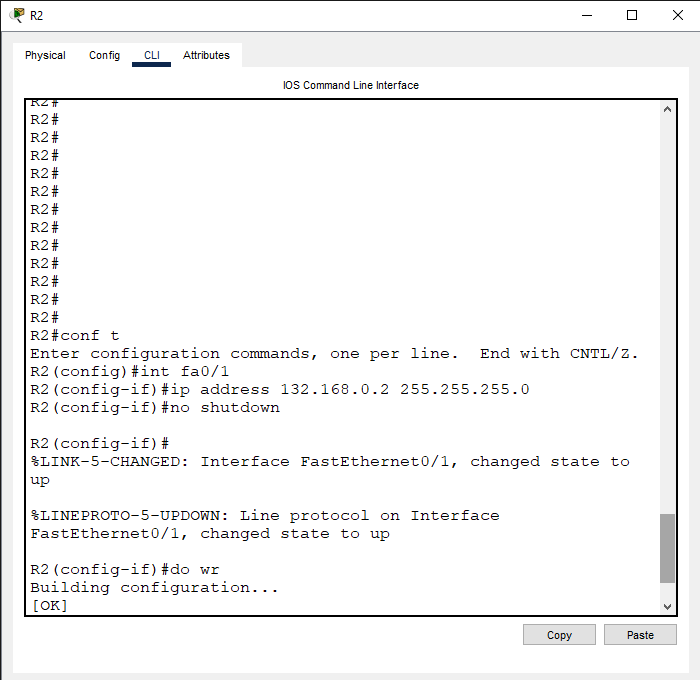 R2
Physical Config CLI Attributes
IOS Command Line Interface
R2#
R2#
R2#
R2#
R2#
R2#
R2#
R2#
R2#
R2#
R2#
R2#
R2#
R2#conf t
Enter configuration commands, one per line.  End with CNTL/Z.
R2(config)#int fa0/1
R2(config-if)#ip address 132.168.0.2 255.255.255.0
R2(config-if)#no shutdown
R2(config-if)#
%LINK-5-CHANGED: Interface FastEthernet0/1, changed state to
up
%LINEPROTO-5-UPDOWN: Line protocol on Interface
FastEthernet0/1, changed state to up
R2(config-if)#do wr
Building configuration...
[OK]
Copy Paste